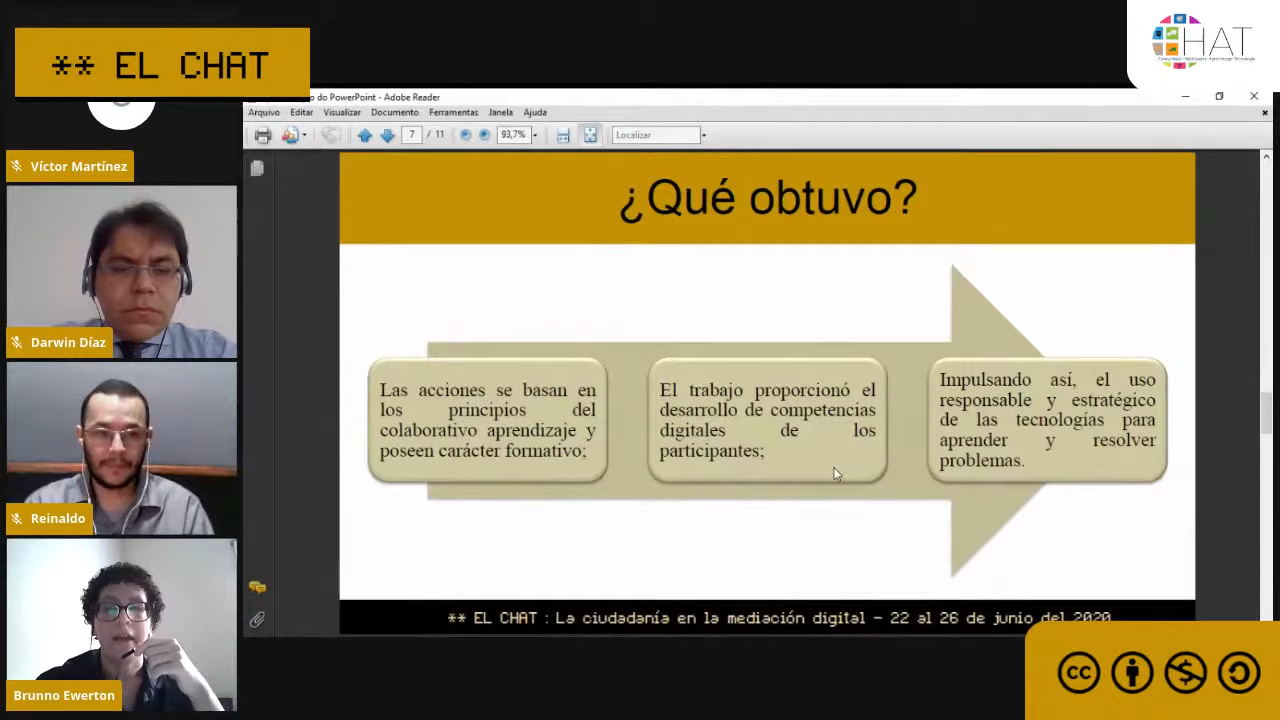 ** EL CHAT
HAT
do PowerPoint - Adobe Reader
Arquivo Editar Visualizar Documento Ferramentas Janela Ajuda
7 / 11 93,7% Localizar
Víctor Martínez
Darwin Díaz
Reinaldo
Brunno Ewerton
¿Qué obtuvo?
Las acciones se basan en
los principios del
colaborativo aprendizaje y
poseen carácter formativo;
El trabajo proporcionó el
desarrollo de competencias
digitales de los
participantes;
Impulsando así, el uso
responsable y estratégico
de las tecnologías para
aprender y resolver
problemas.
** EL CHAT : La ciudadanía en la mediación digital - 22 al 26 de junio del 2020
cc